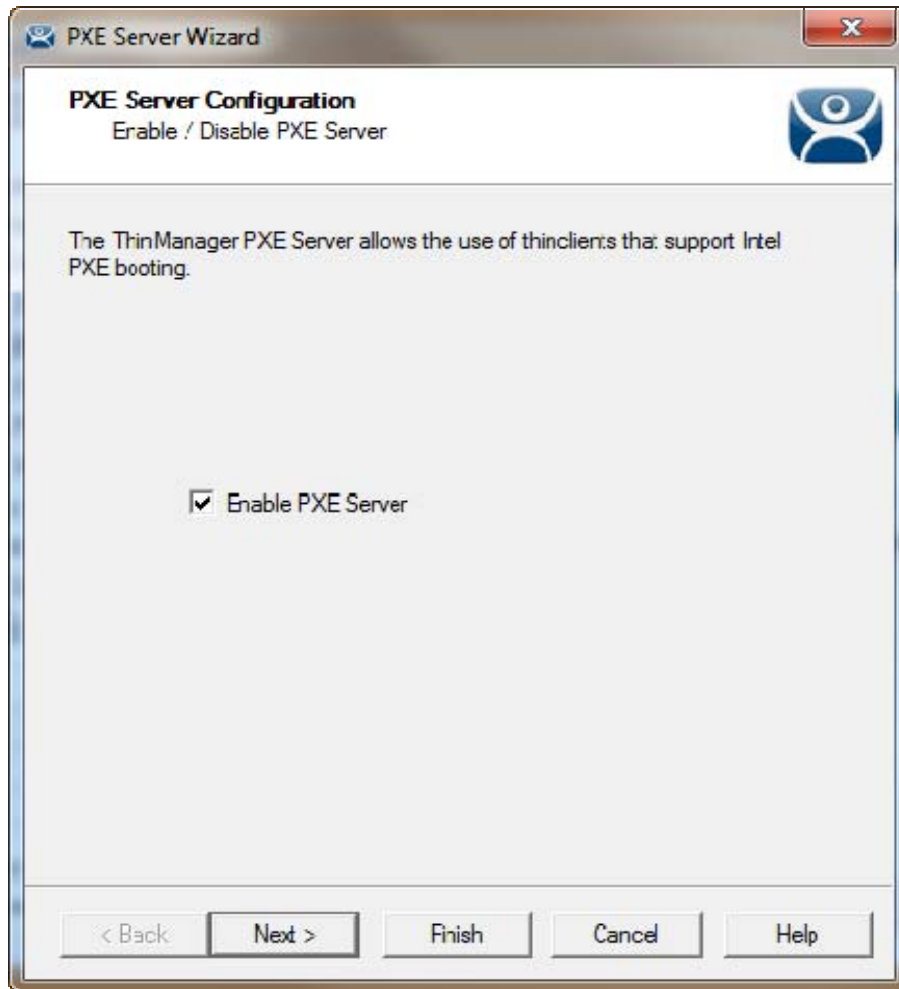 PXE Server Wizard
PXE Server Configuration
Enable / Disable PXE Server
The ThinManager PXE Server allows the use of thinclients that support Intel
PXE booting.
Enable PXE Server
< Back
Next >
Finish
Cancel
Help